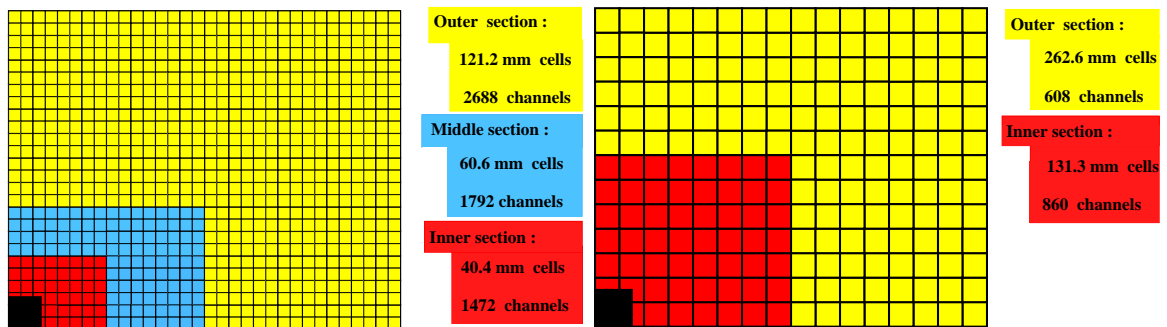 Outer section :
121.2 mm cells
2688 channels
Middle section :
60.6 mm cells
1792 channels
Inner section :
40.4 mm cells
1472 channels
Outer section :
262.6 mm cells
608 channels
Inner section :
131.3 mm cells
860 channels